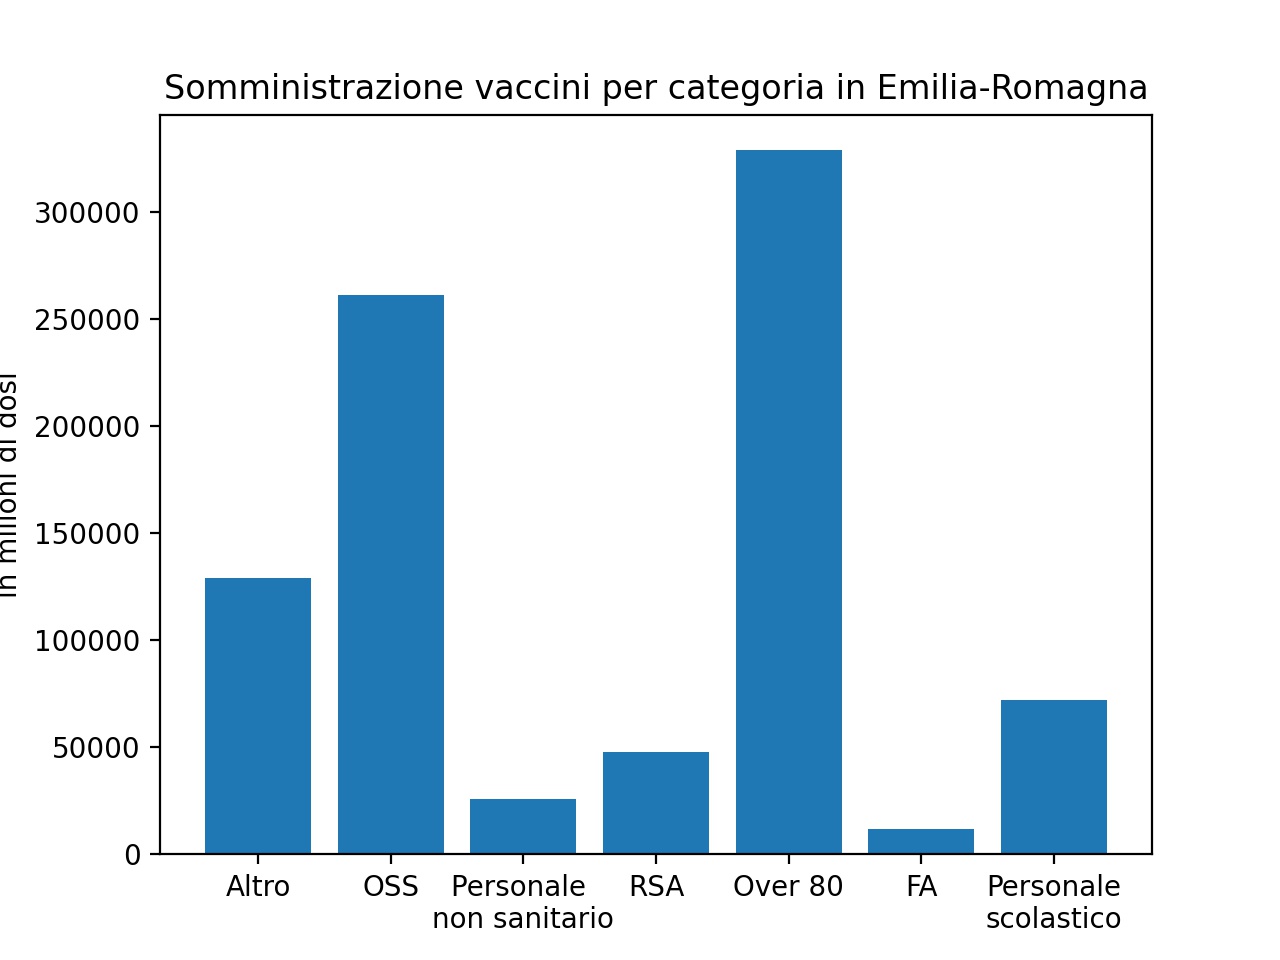 Somministrazione vaccini per categoria in Emilia-Romagna
300000
250000
200000
150000
100000
50000
0
in milioni di dosi
Altro
OSS
Personale
non sanitario
RSA
Over 80
FA
Personale
scolastico